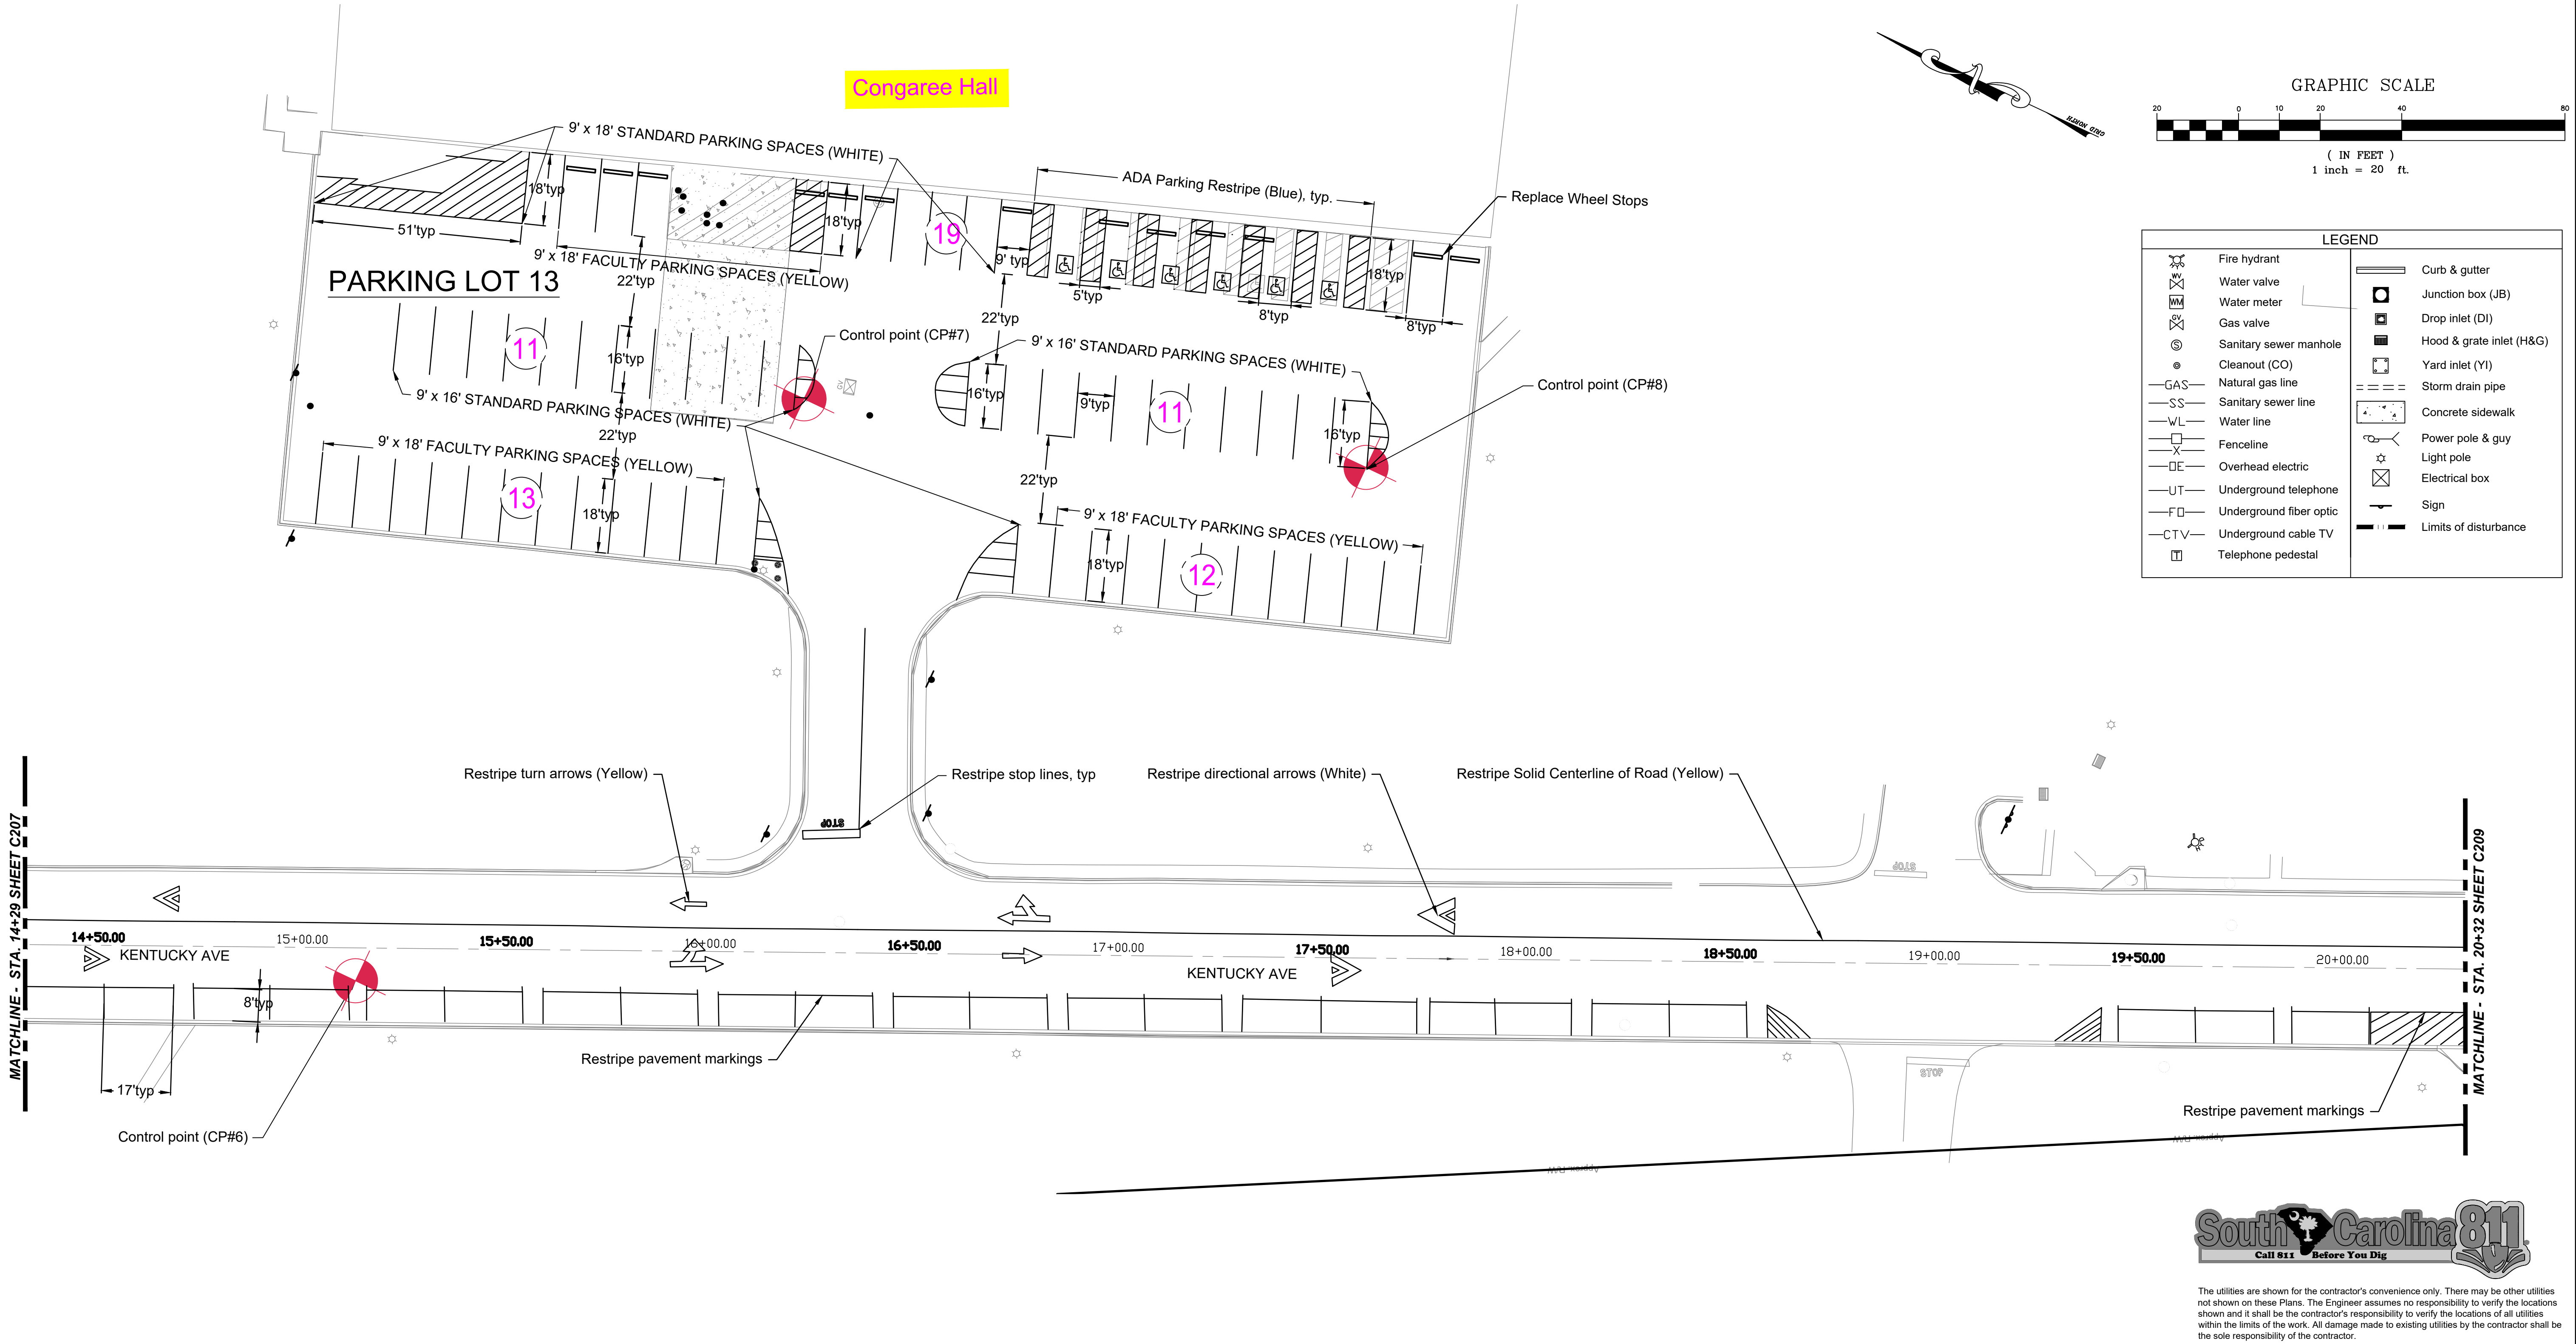 Congaree Hall
GRID NORTH
GRAPHIC SCALE
20 0 10 20 40 80
( IN FEET )
1 inch = 20 ft.
9' x 18' STANDARD PARKING SPACES (WHITE)
ADA Parking Restripe (Blue), typ.
Replace Wheel Stops
18'typ
18'typ
19
51'typ
9' typ
18'typ
9' x 18' FACULTY PARKING SPACES (YELLOW)
PARKING LOT 13
22'typ
5'typ
22'typ
8'typ
8'typ
Control point (CP#7)
11
16'typ
9' x 16' STANDARD PARKING SPACES (WHITE)
Control point (CP#8)
9' x 16' STANDARD PARKING SPACES (WHITE)
16'typ
9'typ
11
16'typ
22'typ
9' x 18' FACULTY PARKING SPACES (YELLOW)
13
18'typ
22'typ
9' x 18' FACULTY PARKING SPACES (YELLOW)
18'typ
12
LEGEND
Fire hydrant
WV
Water valve
WM
Water meter
GV
Gas valve
S
Sanitary sewer manhole
Cleanout (CO)
GAS
Natural gas line
SS
Sanitary sewer line
WL
Water line
X
Fenceline
OE
Overhead electric
UT
Underground telephone
FO
Underground fiber optic
CTV
Underground cable TV
T
Telephone pedestal
Curb & gutter
Junction box (JB)
Drop inlet (DI)
Hood & grate inlet (H&G)
Yard inlet (YI)
Storm drain pipe
Concrete sidewalk
Power pole & guy
Light pole
Electrical box
Sign
Limits of disturbance
Restripe turn arrows (Yellow)
Restripe stop lines, typ
Restripe directional arrows (White)
Restripe Solid Centerline of Road (Yellow)
STOP
STOP
MATCHLINE - STA. 14+29 SHEET C207
MATCHLINE - STA. 20+32 SHEET C209
14+50.00
15+00.00
15+50.00
16+00.00
16+50.00
17+00.00
17+50.00
18+00.00
18+50.00
19+00.00
19+50.00
20+00.00
KENTUCKY AVE
KENTUCKY AVE
8'typ
17'typ
Restripe pavement markings
STOP
Restripe pavement markings
Control point (CP#6)
Approx. R/W
Approx. R/W
South Carolina 811
Call 811 Before You Dig
The utilities are shown for the contractor's convenience only. There may be other utilities
not shown on these Plans. The Engineer assumes no responsibility to verify the locations
shown and it shall be the contractor's responsibility to verify the locations of all utilities
within the limits of the work. All damage made to existing utilities by the contractor shall be
the sole responsibility of the contractor.